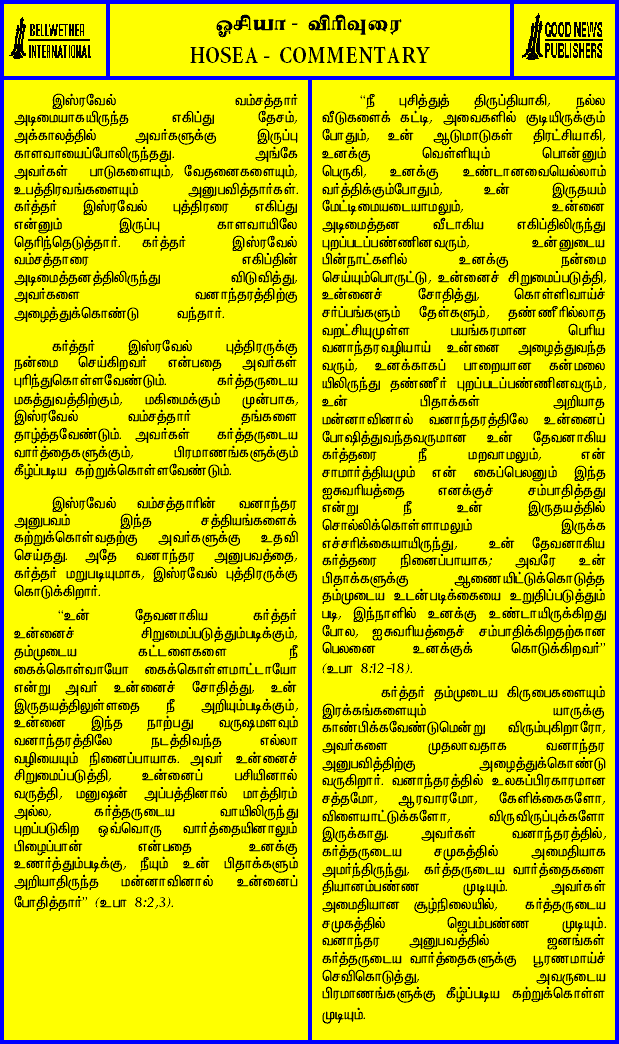 BELLWETHER
INTERNATIONAL
ஓசியா - விரிவுரை
HOSEA - COMMENTARY
GOOD NEWS
PUBLISHERS
இஸ்ரவேல் வம்சத்தார்
அடிமையாகயிருந்த எகிப்து தேசம்,
அக்காலத்தில் அவர்களுக்கு இருப்பு
காளவாயைப்போலிருந்தது. அங்கே
அவர்கள் பாடுகளையும், வேதனைகளையும்,
உபத்திரவங்களையும் அனுபவித்தார்கள்.
கர்த்தர் இஸ்ரவேல் புத்திரரை எகிப்து
என்னும் இருப்பு காளவாயிலே
தெரிந்தெடுத்தார். கர்த்தர் இஸ்ரவேல்
வம்சத்தாரை எகிப்தின்
அடிமைத்தனத்திலிருந்து விடுவித்து,
அவர்களை வனாந்தரத்திற்கு
அழைத்துக்கொண்டு வந்தார்.
கர்த்தர் இஸ்ரவேல் புத்திரருக்கு
நன்மை செய்கிறவர் என்பதை அவர்கள்
புரிந்துகொள்ளவேண்டும். கர்த்தருடைய
மகத்துவத்திற்கும், மகிமைக்கும் முன்பாக,
இஸ்ரவேல் வம்சத்தார் தங்களை
தாழ்த்தவேண்டும். அவர்கள் கர்த்தருடைய
வார்த்தைகளுக்கும், பிரமாணங்களுக்கும்
கீழ்ப்படிய கற்றுக்கொள்ளவேண்டும்.
இஸ்ரவேல் வம்சத்தாரின் வனாந்தர
அனுபவம் இந்த சத்தியங்களைக்
கற்றுக்கொள்வதற்கு அவர்களுக்கு உதவி
செய்தது. அதே வனாந்தர அனுபவத்தை,
கர்த்தர் மறுபடியுமாக, இஸ்ரவேல் புத்திரருக்கு
கொடுக்கிறார்.
“உன் தேவனாகிய கர்த்தர்
உன்னைச் சிறுமைப்படுத்தும்படிக்கும்,
தம்முடைய கட்டளைகளை நீ
கைக்கொள்வாயோ கைக்கொள்ளமாட்டாயோ
என்று அவர் உன்னைச் சோதித்து, உன்
இருதயத்திலுள்ளதை நீ அறியும்படிக்கும்,
உன்னை இந்த நாற்பது வருஷமளவும்
வனாந்தரத்திலே நடத்திவந்த எல்லா
வழியையும் நினைப்பாயாக. அவர் உன்னைச்
சிறுமைப்படுத்தி, உன்னைப் பசியினால்
வருத்தி, மனுஷன் அப்பத்தினால் மாத்திரம்
அல்ல, கர்த்தருடைய வாயிலிருந்து
புறப்படுகிற ஒவ்வொரு வார்த்தையினாலும்
பிழைப்பான் என்பதை உனக்கு
உணர்த்தும்படிக்கு, நீயும் உன் பிதாக்களும்
அறியாதிருந்த மன்னாவினால் உன்னைப்
போதித்தார்” (உபா 8:2,3).
“நீ புசித்துத் திருப்தியாகி, நல்ல
வீடுகளைக் கட்டி, அவைகளில் குடியிருக்கும்
போதும், உன் ஆடுமாடுகள் திரட்சியாகி,
உனக்கு வெள்ளியும் பொன்னும்
பெருகி, உனக்கு உண்டானவையெல்லாம்
வர்த்திக்கும்போதும், உன் இருதயம்
மேட்டிமையடையாமலும், உன்னை
அடிமைத்தன வீடாகிய எகிப்திலிருந்து
புறப்படப்பண்ணினவரும், உன்னுடைய
பின்நாட்களில் உனக்கு நன்மை
செய்யும்பொருட்டு, உன்னைச் சிறுமைப்படுத்தி,
உன்னைச் சோதித்து, கொள்ளிவாய்ச்
சர்ப்பங்களும் தேள்களும், தண்ணீரில்லாத
வறட்சியுமுள்ள பயங்கரமான பெரிய
வனாந்தரவழியாய் உன்னை அழைத்துவந்த
வரும், உனக்காகப் பாறையான கன்மலை
யிலிருந்து தண்ணீர் புறப்படப்பண்ணினவரும்,
உன் பிதாக்கள் அறியாத
மன்னாவினால் வனாந்தரத்திலே உன்னைப்
போஷித்துவந்தவருமான உன் தேவனாகிய
கர்த்தரை நீ மறவாமலும், என்
சாமார்த்தியமும் என் கைப்பெலனும் இந்த
ஐசுவரியத்தை எனக்குச் சம்பாதித்தது
என்று நீ உன் இருதயத்தில்
சொல்லிக்கொள்ளாமலும் இருக்க
எச்சரிக்கையாயிருந்து, உன் தேவனாகிய
கர்த்தரை நினைப்பாயாக; அவரே உன்
பிதாக்களுக்கு ஆணையிட்டுக்கொடுத்த
தம்முடைய உடன்படிக்கையை உறுதிப்படுத்தும்
படி, இந்நாளில் உனக்கு உண்டாயிருக்கிறது
போல, ஐசுவரியத்தைச் சம்பாதிக்கிறதற்கான
பெலனை உனக்குக் கொடுக்கிறவர்”
(உபா 8:12-18).
கர்த்தர் தம்முடைய கிருபைகளையும்
இரக்கங்களையும் யாருக்கு
காண்பிக்கவேண்டுமென்று விரும்புகிறாரோ,
அவர்களை முதலாவதாக வனாந்தர
அனுபவித்திற்கு அழைத்துக்கொண்டு
வருகிறார். வனாந்தரத்தில் உலகப்பிரகாரமான
சத்தமோ, ஆரவாரமோ, கேளிக்கைகளோ,
விளையாட்டுக்களோ, விருவிருப்புக்களோ
இருக்காது. அவர்கள் வனாந்தரத்தில்,
கர்த்தருடைய சமுகத்தில் அமைதியாக
அமர்ந்திருந்து, கர்த்தருடைய வார்த்தைகளை
தியானம்பண்ண முடியும். அவர்கள்
அமைதியான சூழ்நிலையில், கர்த்தருடைய
சமுகத்தில் ஜெபம்பண்ண முடியும்.
வனாந்தர அனுபவத்தில் ஜனங்கள்
கர்த்தருடைய வார்த்தைகளுக்கு பூரணமாய்ச்
செவிகொடுத்து, அவருடைய
பிரமாணங்களுக்கு கீழ்ப்படிய கற்றுக்கொள்ள
முடியும்.